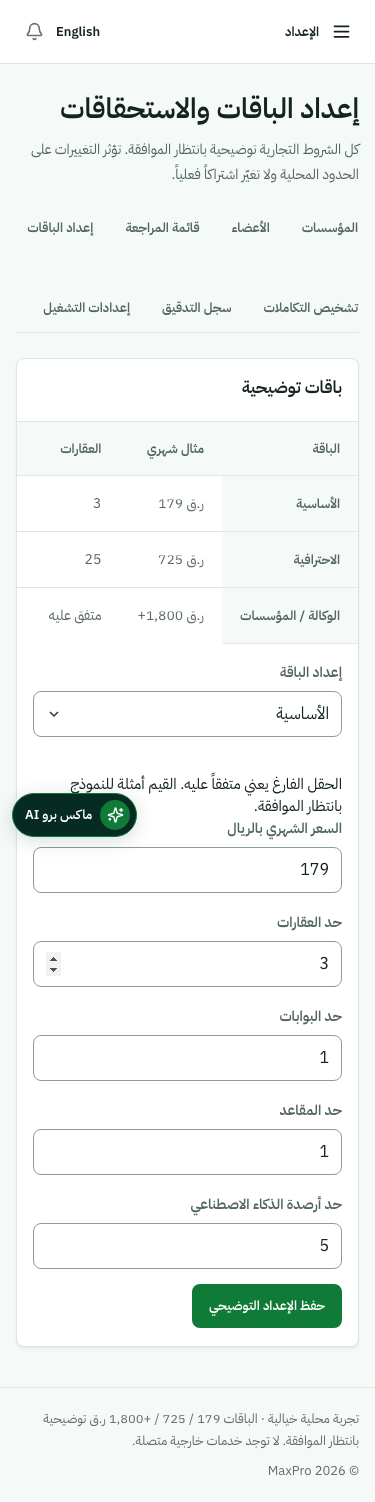 الإعداد
English
إعداد الباقات والاستحقاقات
كل الشروط التجارية توضيحية بانتظار الموافقة. تؤثر التغييرات على
الحدود المحلية ولا تغيّر اشتراكاً فعلياً.
المؤسسات الأعضاء قائمة المراجعة إعداد الباقات
تشخيص التكاملات سجل التدقيق إعدادات التشغيل
باقات توضيحية
الباقة مثال شهري العقارات
الأساسية ر.ق 179 3
الاحترافية ر.ق 725 25
الوكالة / المؤسسات ر.ق 1,800+ متفق عليه
إعداد الباقة
الأساسية
الحقل الفارغ يعني متفقاً عليه. القيم أمثلة للنموذج
بانتظار الموافقة.
ماكس برو AI
السعر الشهري بالريال
179
حد العقارات
3
حد البوابات
1
حد المقاعد
1
حد أرصدة الذكاء الاصطناعي
5
حفظ الإعداد التوضيحي
تجربة محلية خيالية · الباقات 179 / 725 / +1,800 ر.ق توضيحية
بانتظار الموافقة. لا توجد خدمات خارجية متصلة.
© 2026 MaxPro